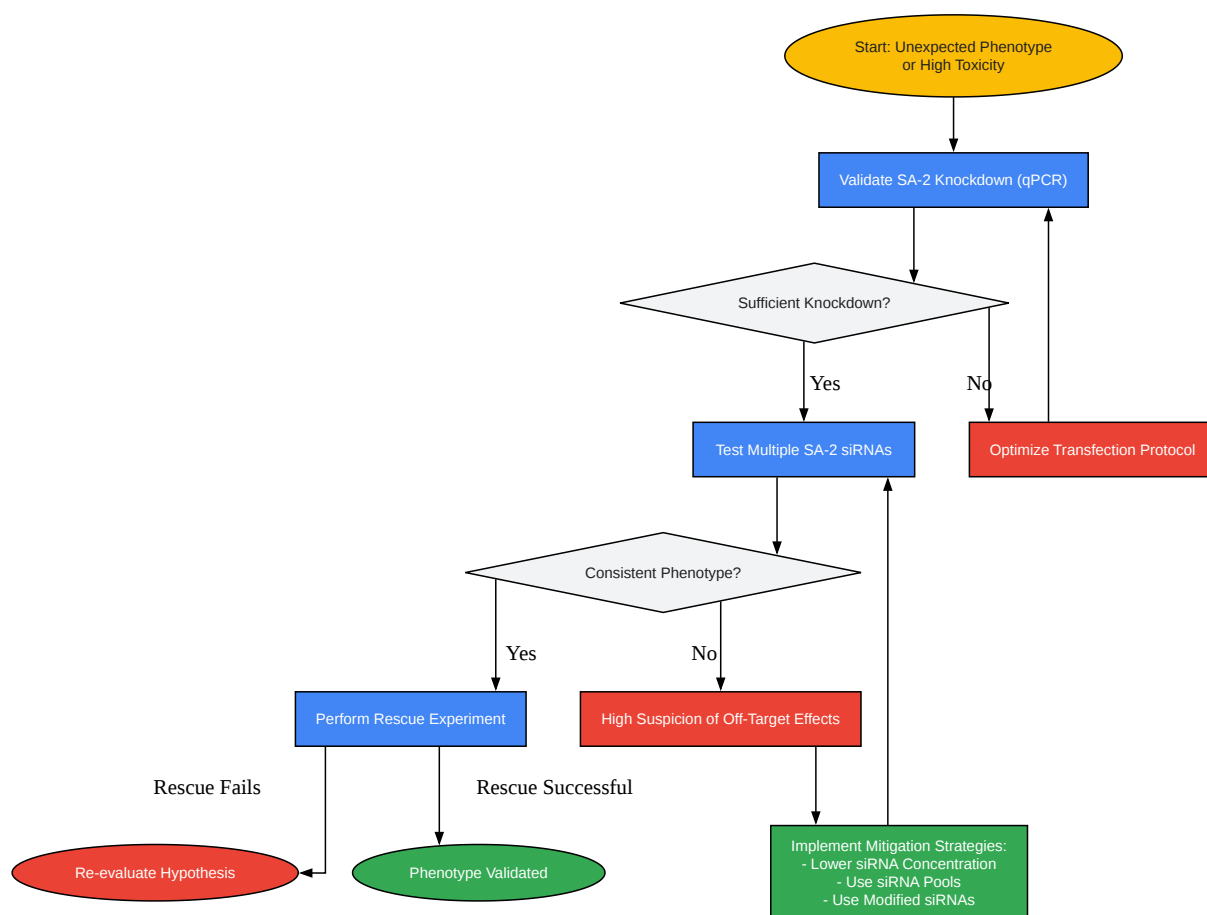 Start: Unexpected Phenotype
or High Toxicity
Validate SA-2 Knockdown (qPCR)
Sufficient Knockdown?
Yes
No
Test Multiple SA-2 siRNAs
Optimize Transfection Protocol
Consistent Phenotype?
Yes
No
Perform Rescue Experiment
High Suspicion of Off-Target Effects
Rescue Fails
Rescue Successful
Re-evaluate Hypothesis
Phenotype Validated
Implement Mitigation Strategies:
- Lower siRNA Concentration
- Use siRNA Pools
- Use Modified siRNAs